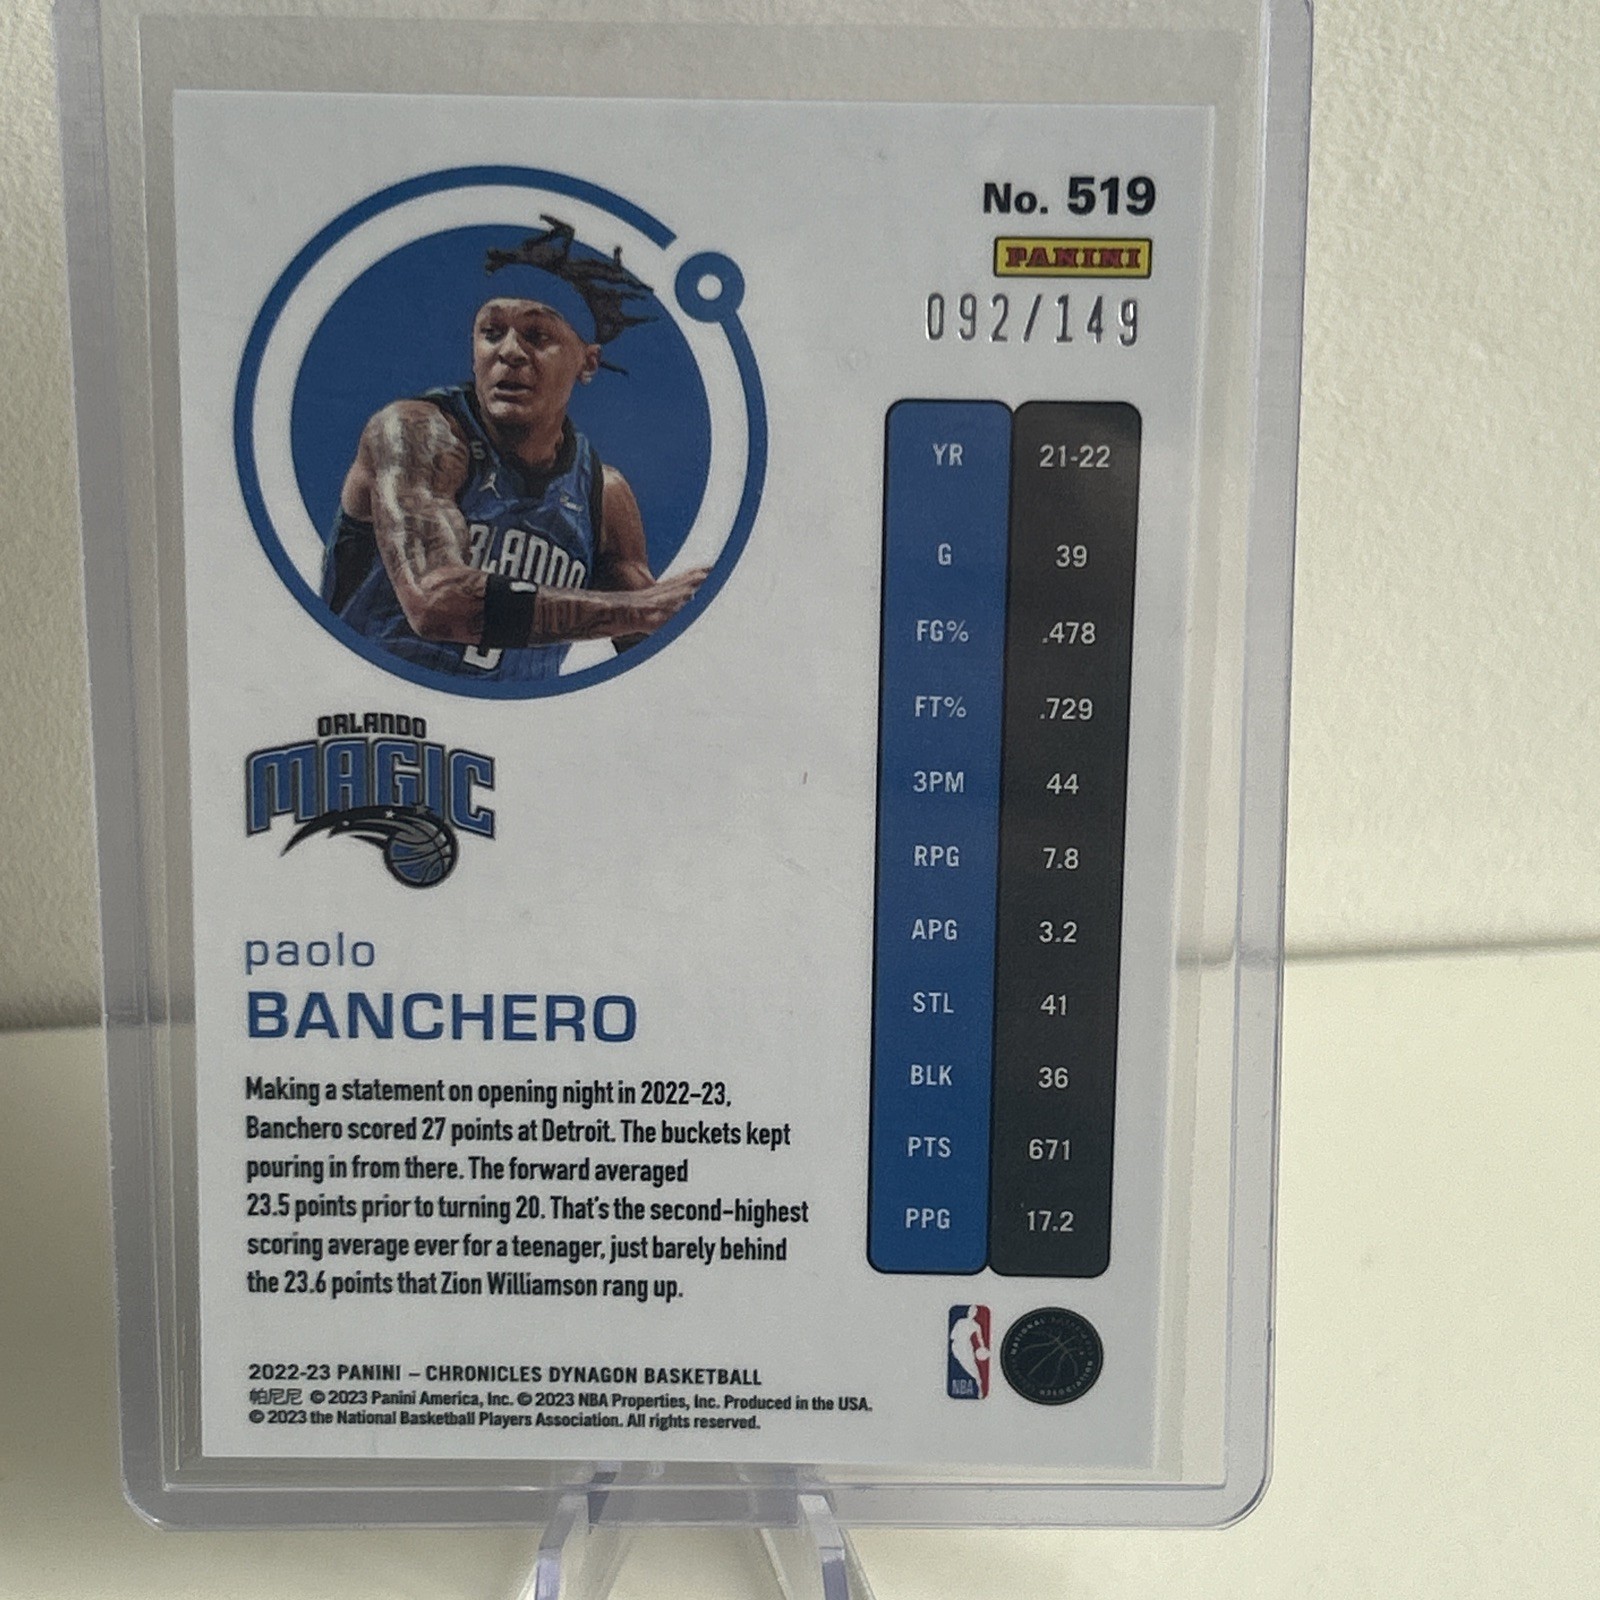 No. 519
PANINI
092/149
ORLANDO
ORLANDO
MAGIC
paolo
BANCHERO
Making a statement on opening night in 2022–23,
Banchero scored 27 points at Detroit. The buckets kept
pouring in from there. The forward averaged
23.5 points prior to turning 20. That's the second–highest
scoring average ever for a teenager, just barely behind
the 23.6 points that Zion Williamson rang up.
YR 21-22
G 39
FG% .478
FT% .729
3PM 44
RPG 7.8
APG 3.2
STL 41
BLK 36
PTS 671
PPG 17.2
NBA
2022-23 PANINI – CHRONICLES DYNAGON BASKETBALL
帕尼尼 © 2023 Panini America, Inc. © 2023 NBA Properties, Inc. Produced in the USA.
© 2023 the National Basketball Players Association. All rights reserved.